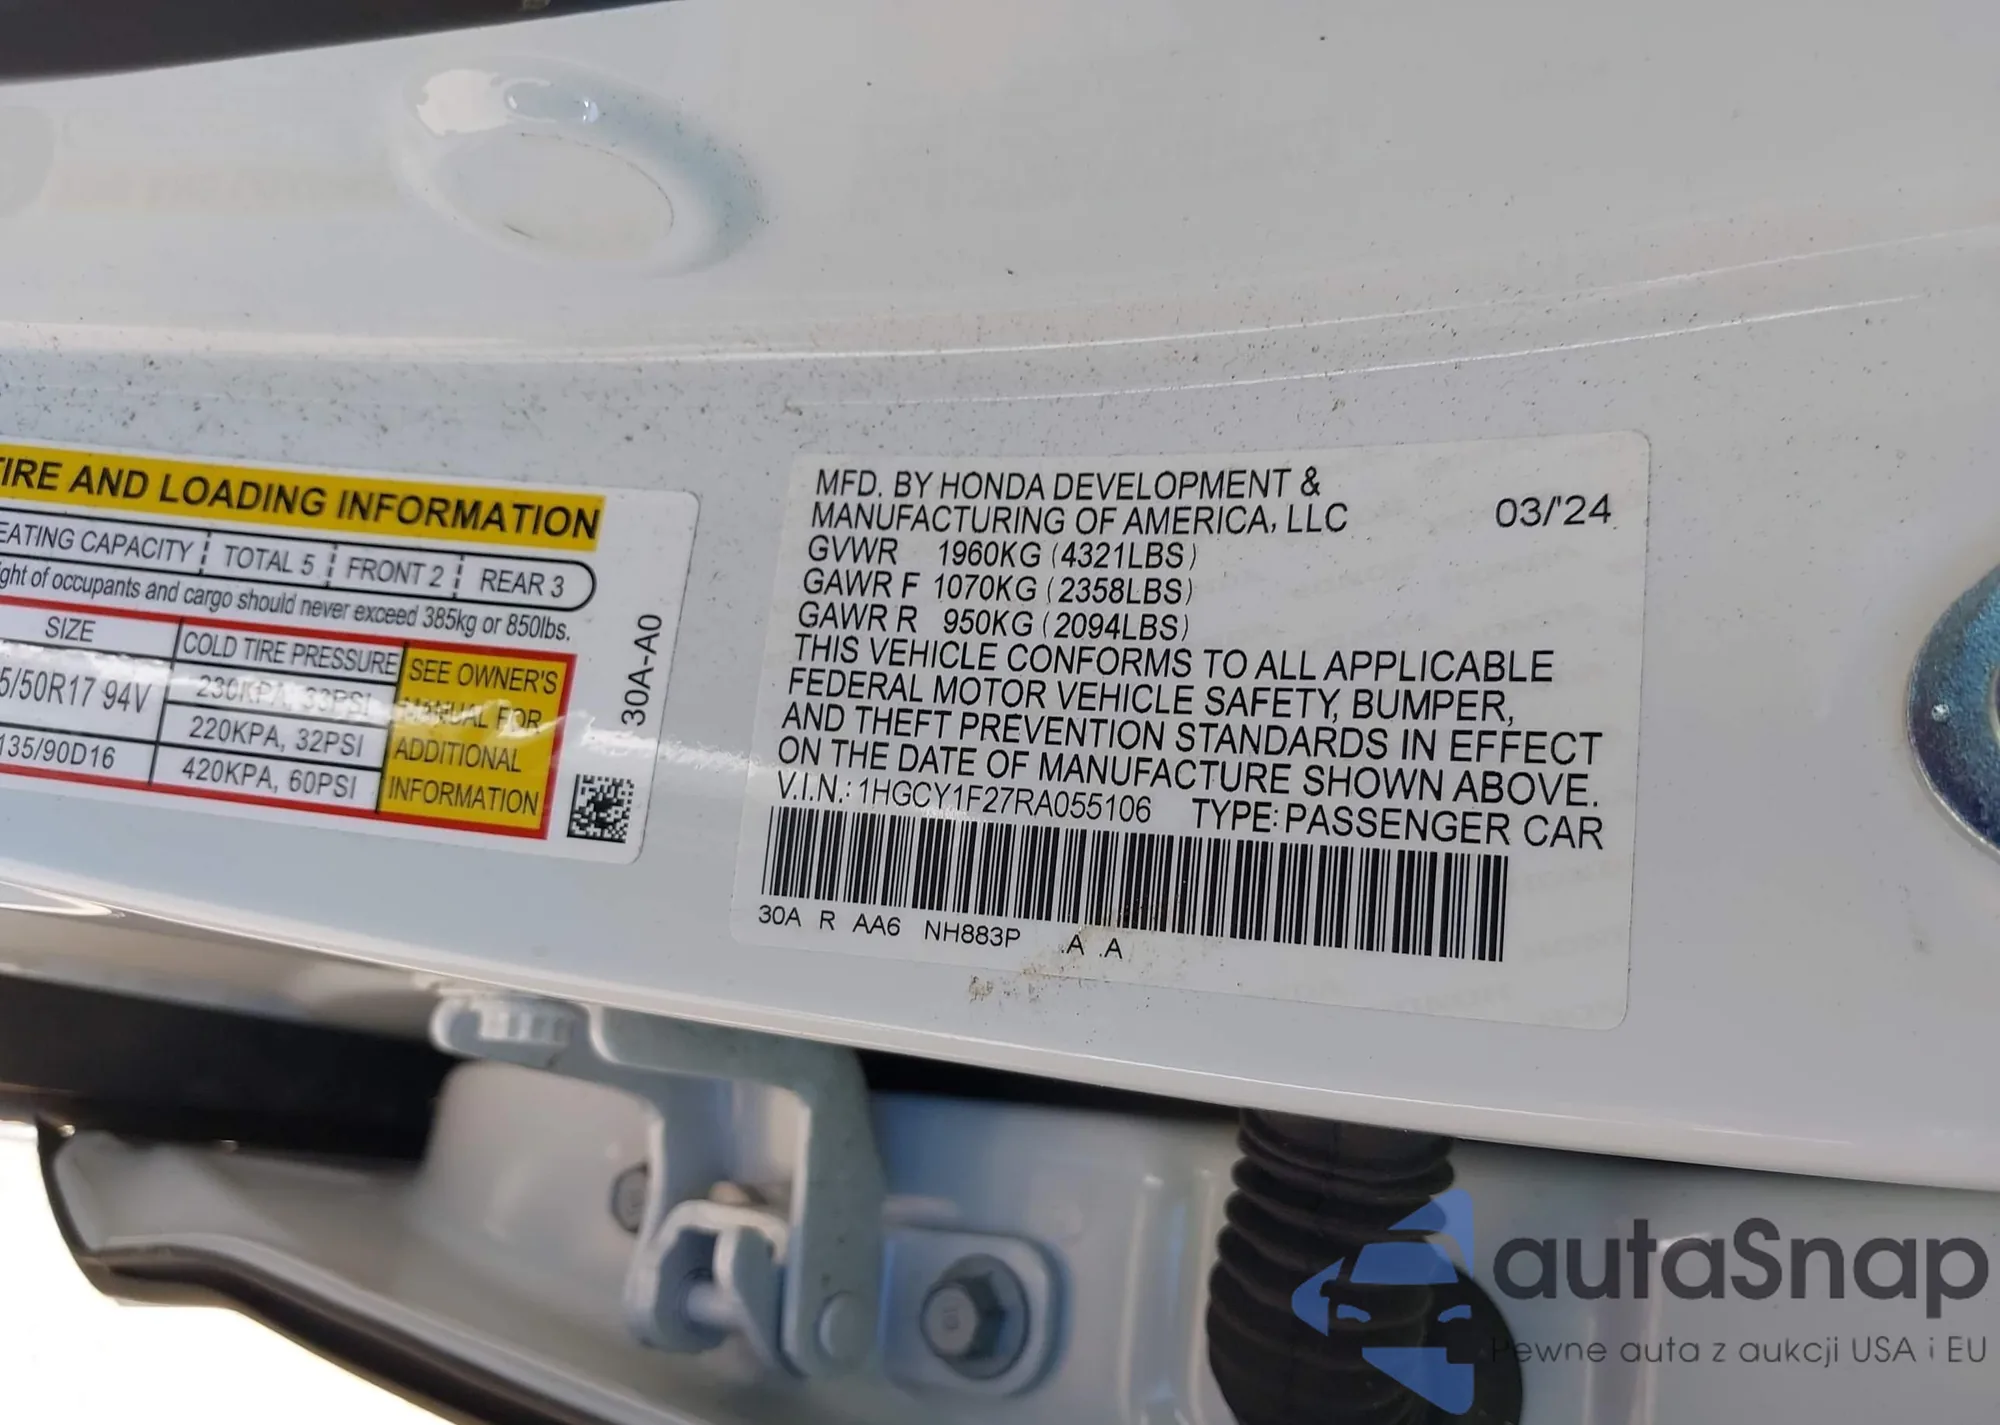 TIRE AND LOADING INFORMATION
EATING CAPACITY TOTAL 5 FRONT 2 REAR 3
ght of occupants and cargo should never exceed 385kg or 850lbs.
SIZE COLD TIRE PRESSURE SEE OWNER'S
5/50R17 94V 230KPA, 33PSI MANUAL FOR
220KPA, 32PSI ADDITIONAL
135/90D16 420KPA, 60PSI INFORMATION
30A-A0
MFD. BY HONDA DEVELOPMENT &
MANUFACTURING OF AMERICA, LLC 03/'24
GVWR 1960KG (4321LBS)
GAWR F 1070KG (2358LBS)
GAWR R 950KG (2094LBS)
THIS VEHICLE CONFORMS TO ALL APPLICABLE
FEDERAL MOTOR VEHICLE SAFETY, BUMPER,
AND THEFT PREVENTION STANDARDS IN EFFECT
ON THE DATE OF MANUFACTURE SHOWN ABOVE.
V.I.N.: 1HGCY1F27RA055106 TYPE: PASSENGER CAR
30A R AA6 NH883P .A .A
autaSnap
Pewne auta z aukcji USA i EU